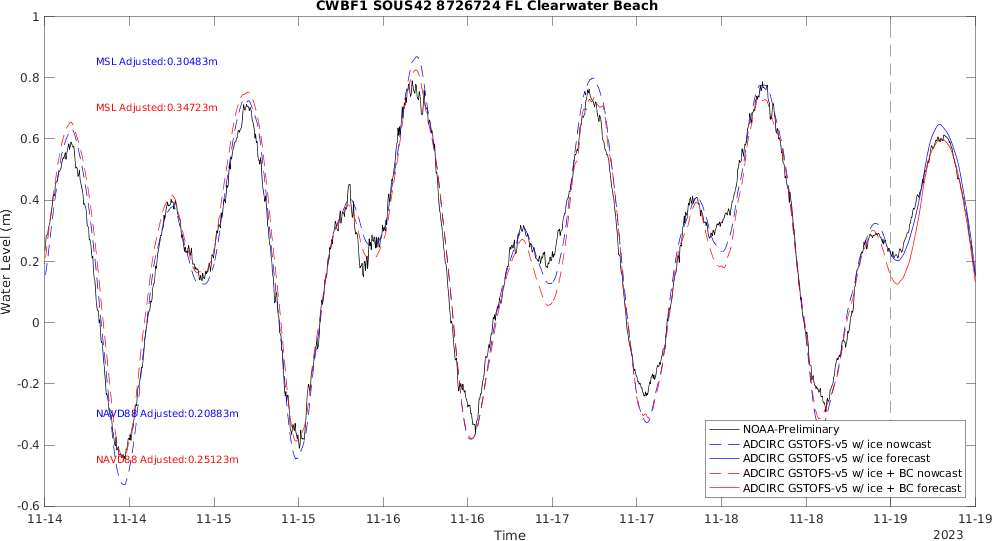 CWBF1 SOUS42 8726724 FL Clearwater Beach
1
0.8
0.6
0.4
0.2
0
-0.2
-0.4
-0.6
Water Level (m)
MSL Adjusted:0.30483m
MSL Adjusted:0.34723m
NAVD88 Adjusted:0.20883m
NAVD88 Adjusted:0.25123m
NOAA-Preliminary
ADCIRC GSTOFS-v5 w/ ice nowcast
ADCIRC GSTOFS-v5 w/ ice forecast
ADCIRC GSTOFS-v5 w/ ice + BC nowcast
ADCIRC GSTOFS-v5 w/ ice + BC forecast
11-14 11-14 11-15 11-15 11-16 11-16 11-17 11-17 11-18 11-18 11-19 11-19
Time
2023